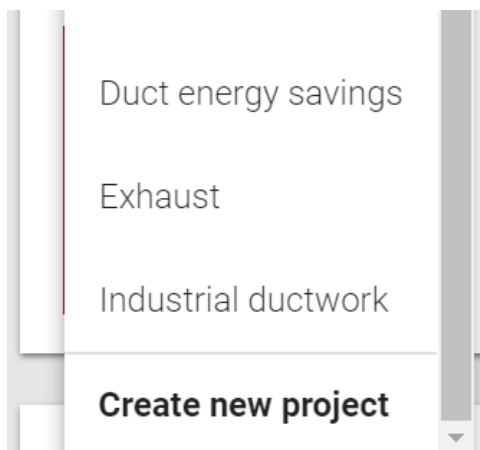 Duct energy savings
Exhaust
Industrial ductwork
Create new project